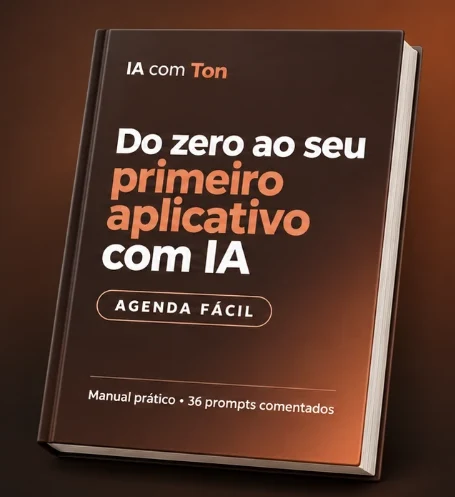 IA com Ton
Do zero ao seu
primeiro
aplicativo
com IA
AGENDA FÁCIL
Manual prático • 36 prompts comentados